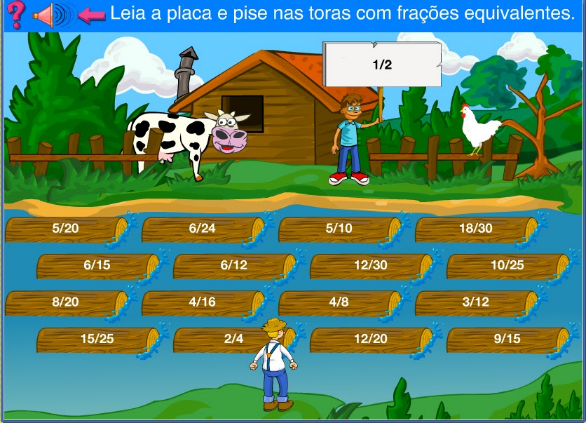 ? Leia a placa e pise nas toras com frações equivalentes.
1/2
5/20 6/24 5/10 18/30
6/15 6/12 12/30 10/25
8/20 4/16 4/8 3/12
15/25 2/4 12/20 9/15